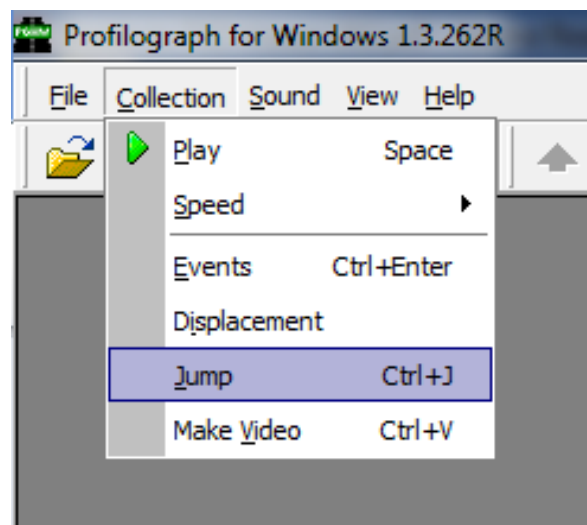 Profilograph for Windows 1.3.262R
File Collection Sound View Help
Play Space
Speed
Events Ctrl+Enter
Displacement
Jump Ctrl+J
Make Video Ctrl+V